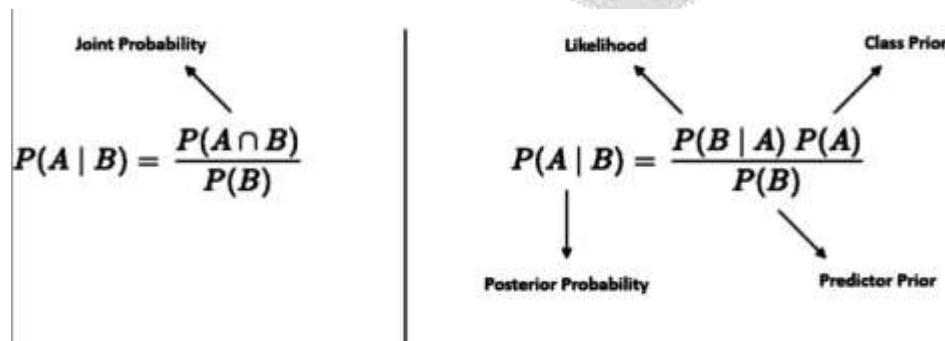 Joint Probability
P(A | B) = P(A ∩ B) / P(B)
Likelihood
Class Prior
P(A | B) = P(B | A) P(A) / P(B)
Posterior Probability
Predictor Prior